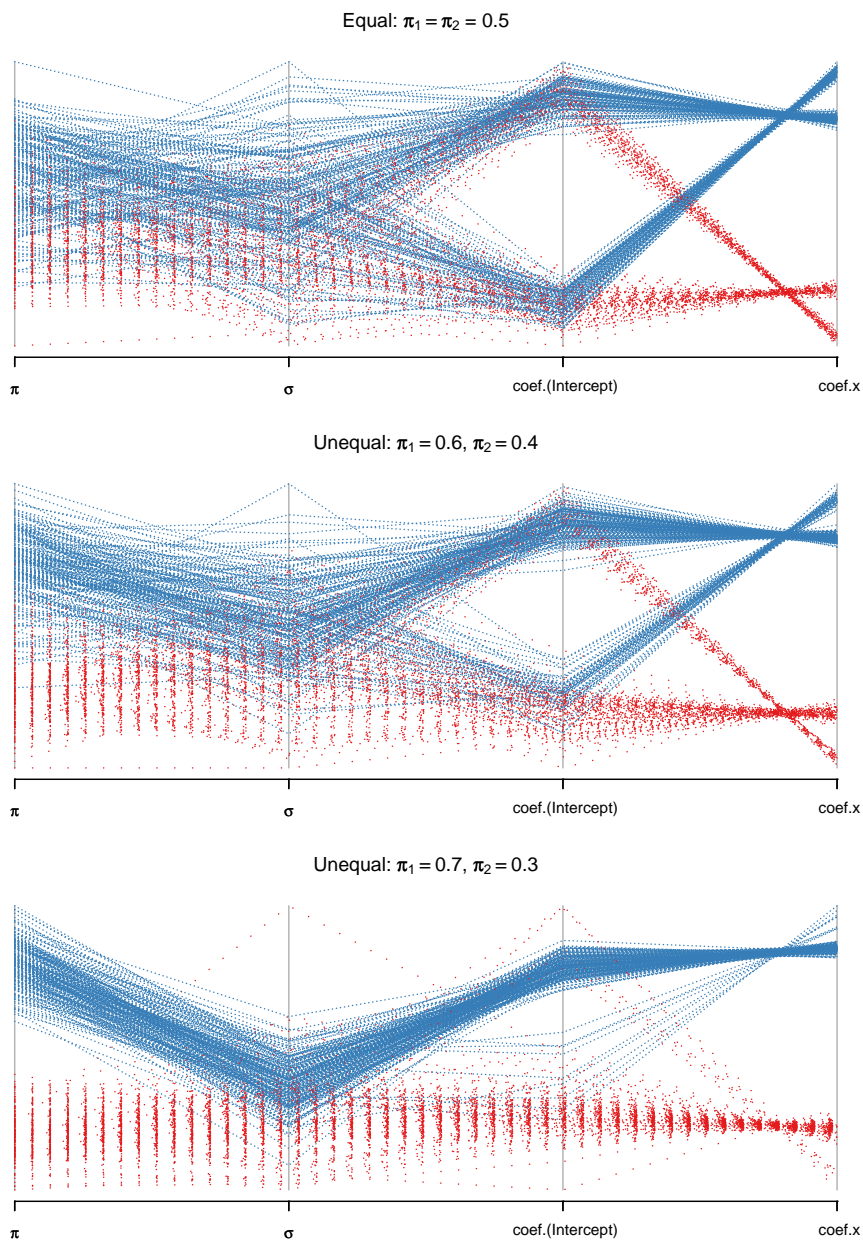 Equal: π₁ = π₂ = 0.5
π σ coef.(Intercept) coef.x
Unequal: π₁ = 0.6, π₂ = 0.4
π σ coef.(Intercept) coef.x
Unequal: π₁ = 0.7, π₂ = 0.3
π σ coef.(Intercept) coef.x